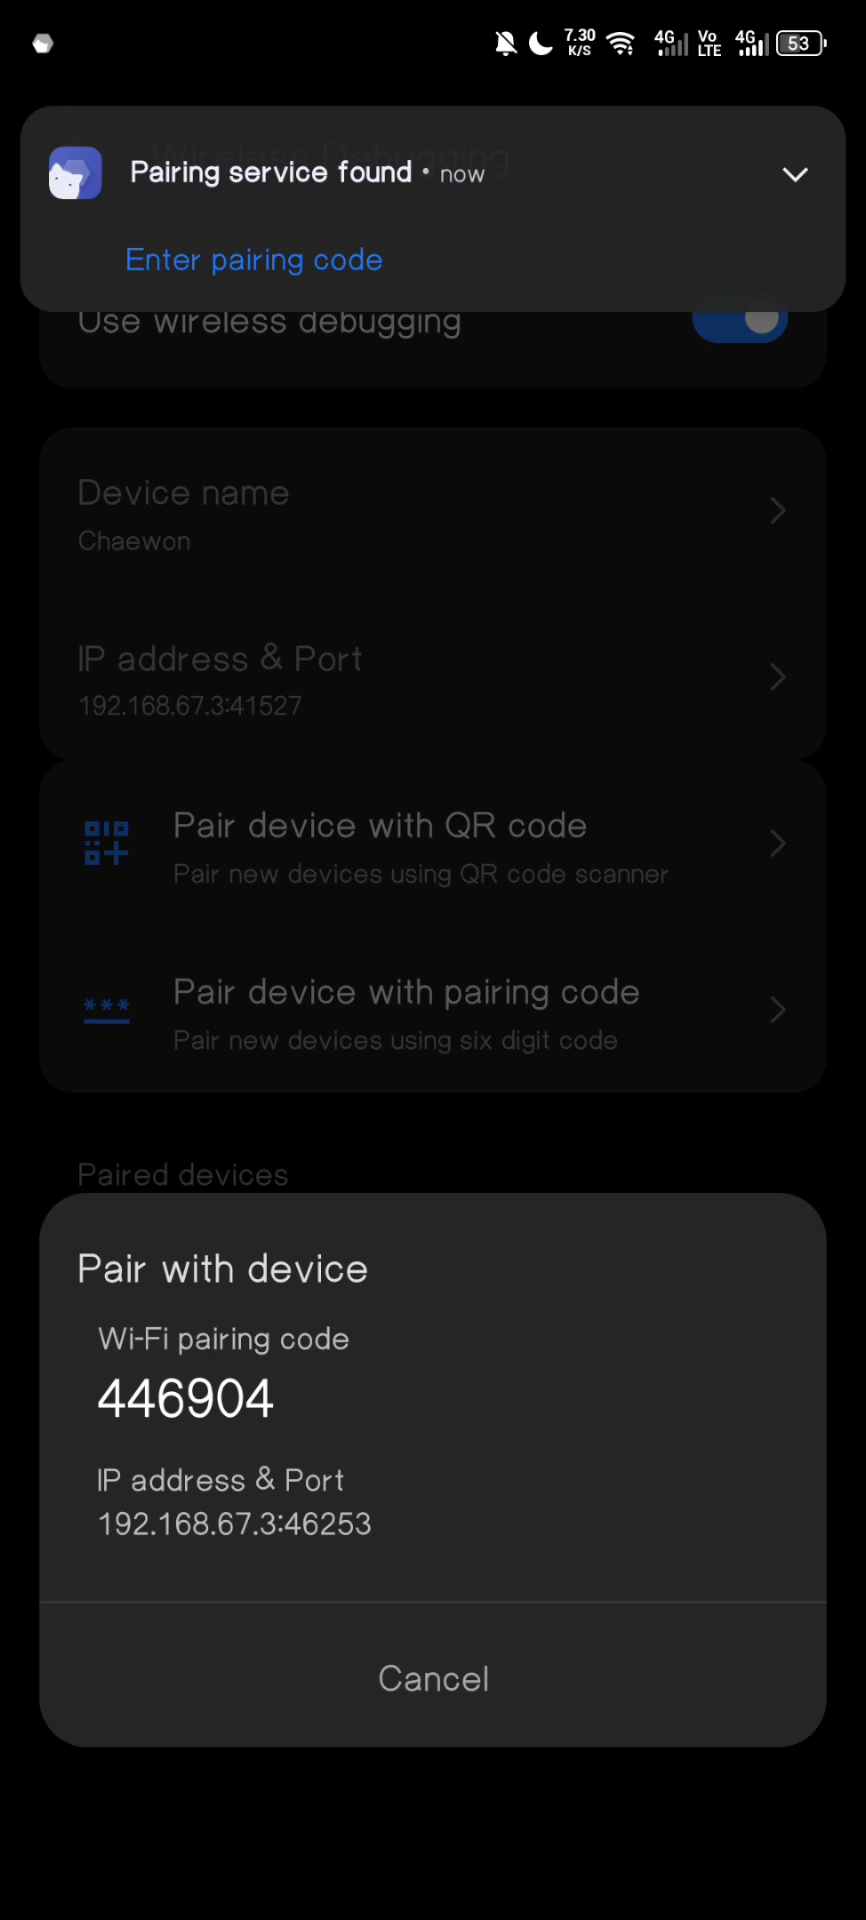 7.30
K/S
4G
Vo
LTE
4G
53
Wireless Debugging
Pairing service found • now
Enter pairing code
Use wireless debugging
Device name
Chaewon
IP address & Port
192.168.67.3:41527
Pair device with QR code
Pair new devices using QR code scanner
***
Pair device with pairing code
Pair new devices using six digit code
Paired devices
Pair with device
Wi-Fi pairing code
446904
IP address & Port
192.168.67.3:46253
Cancel